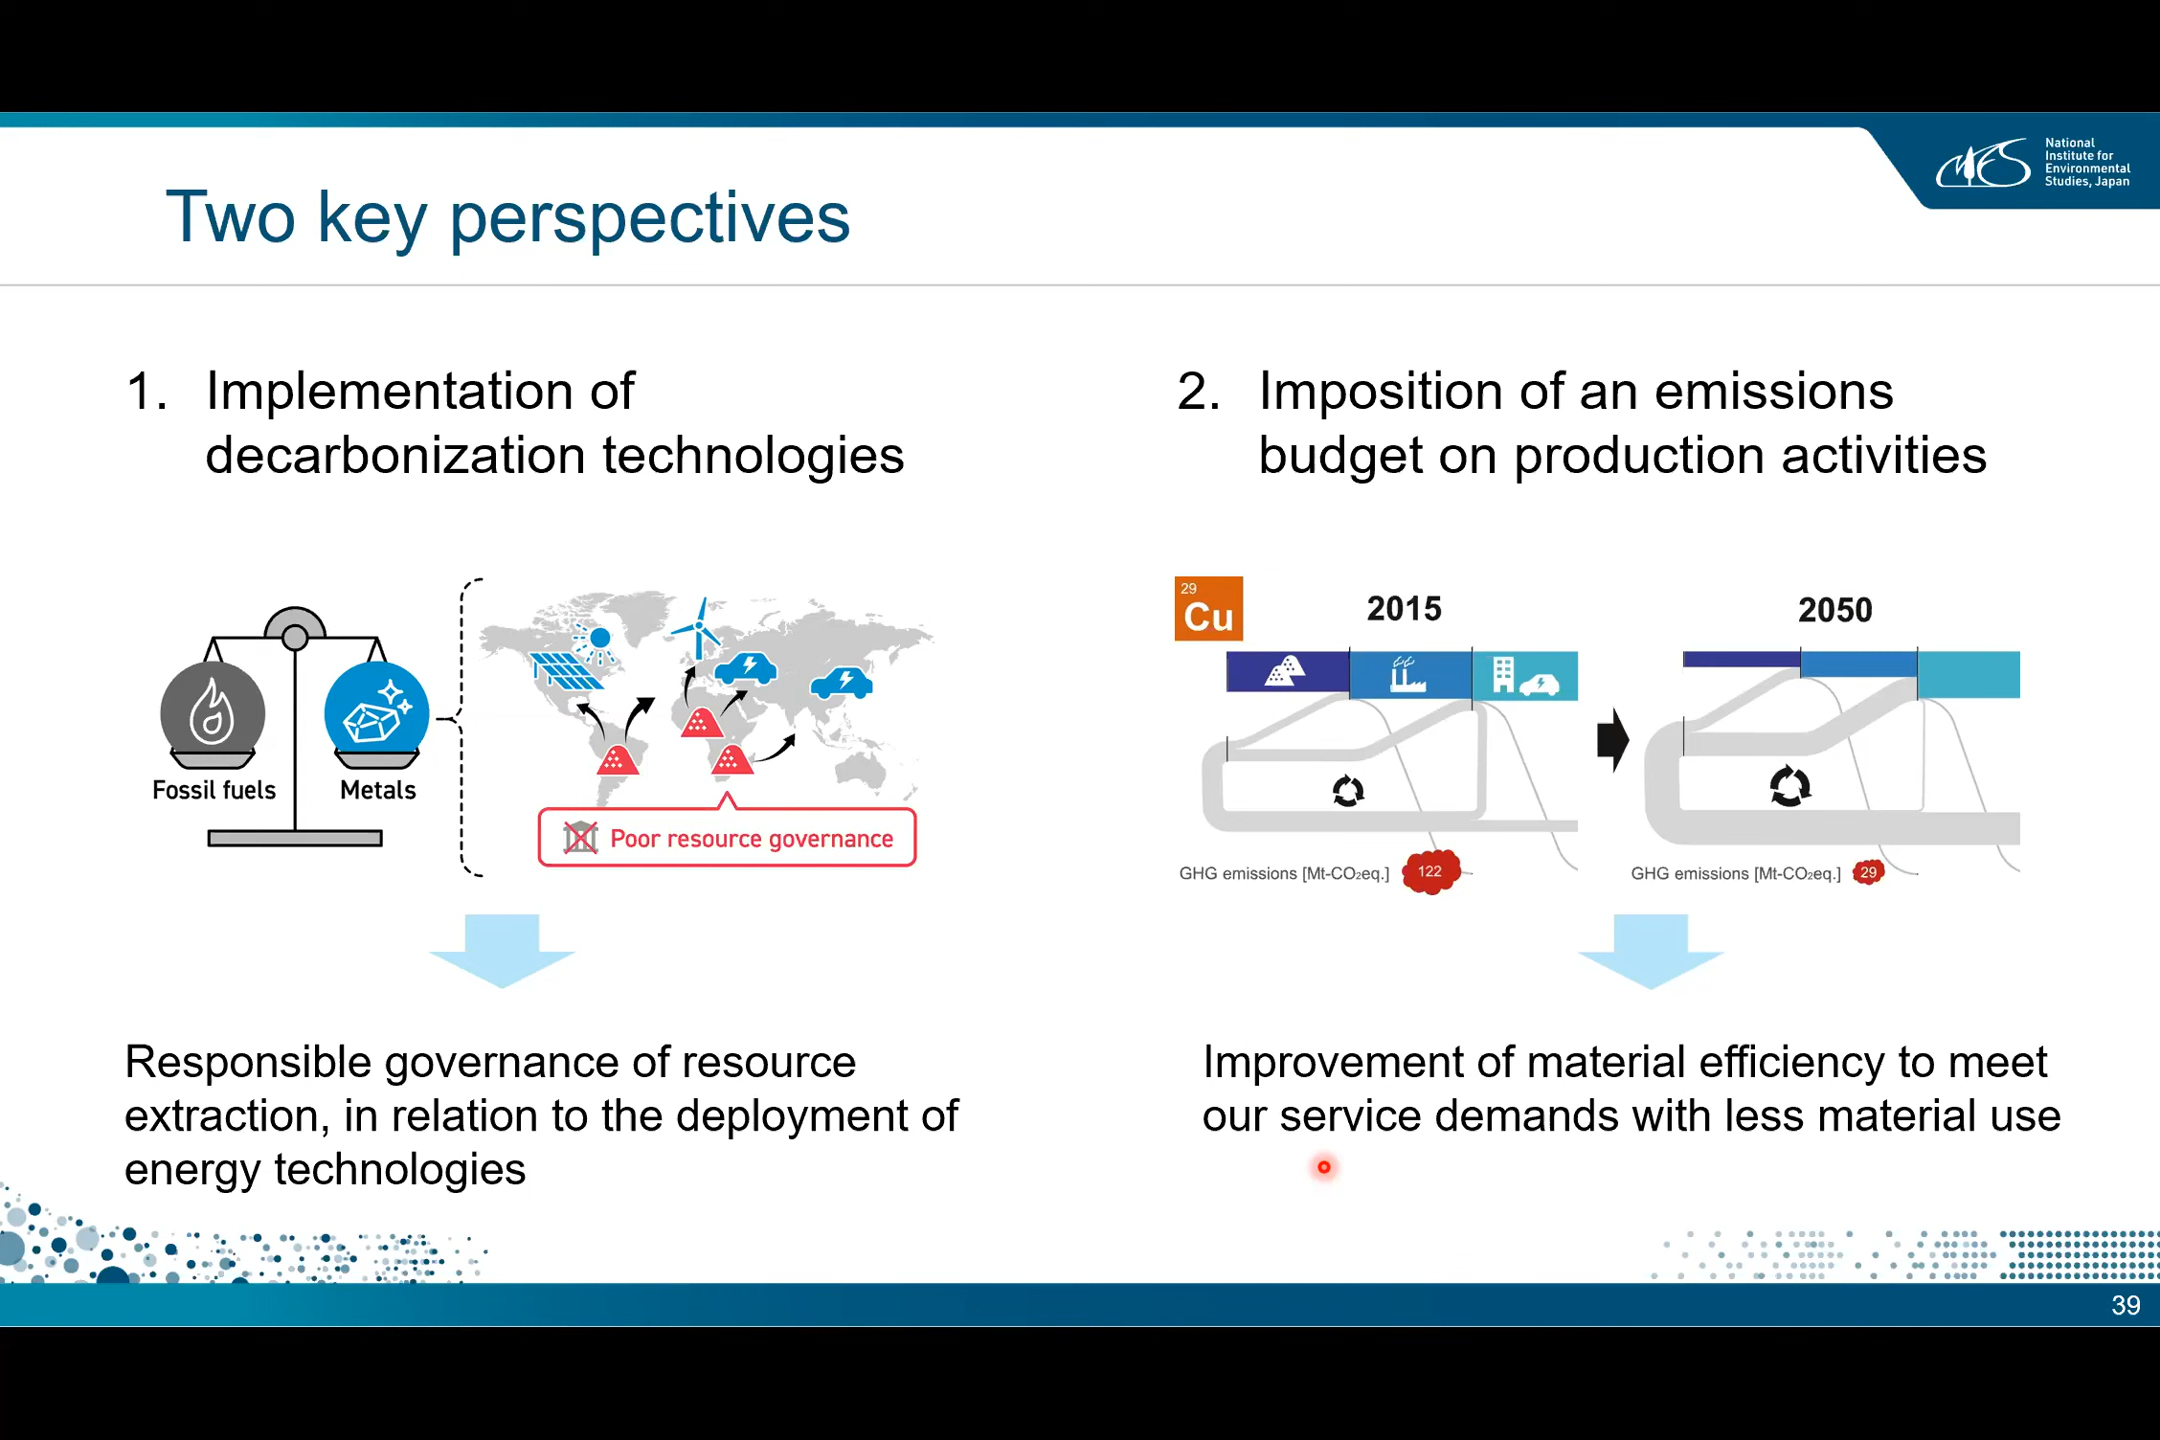 National
Institute for
Environmental
Studies, Japan
Two key perspectives
1. Implementation of
decarbonization technologies
Fossil fuels
Metals
Poor resource governance
Responsible governance of resource
extraction, in relation to the deployment of
energy technologies
2. Imposition of an emissions
budget on production activities
29
Cu
2015
2050
GHG emissions [Mt-CO₂eq.]
122
GHG emissions [Mt-CO₂eq.]
29
Improvement of material efficiency to meet
our service demands with less material use
39